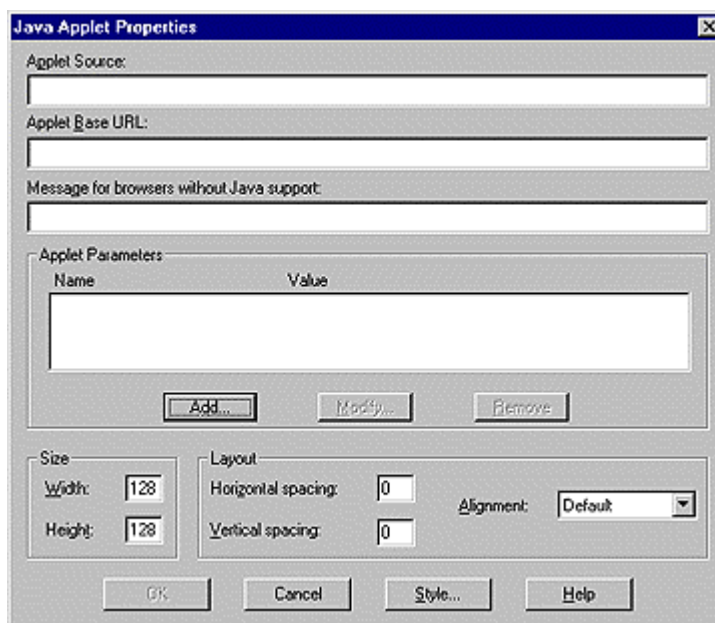 Java Applet Properties
Applet Source:
Applet Base URL:
Message for browsers without Java support:
Applet Parameters
Name Value
Add... Modify... Remove
Size Layout
Width: 128 Horizontal spacing: 0 Alignment: Default
Height: 128 Vertical spacing: 0
OK Cancel Style... Help